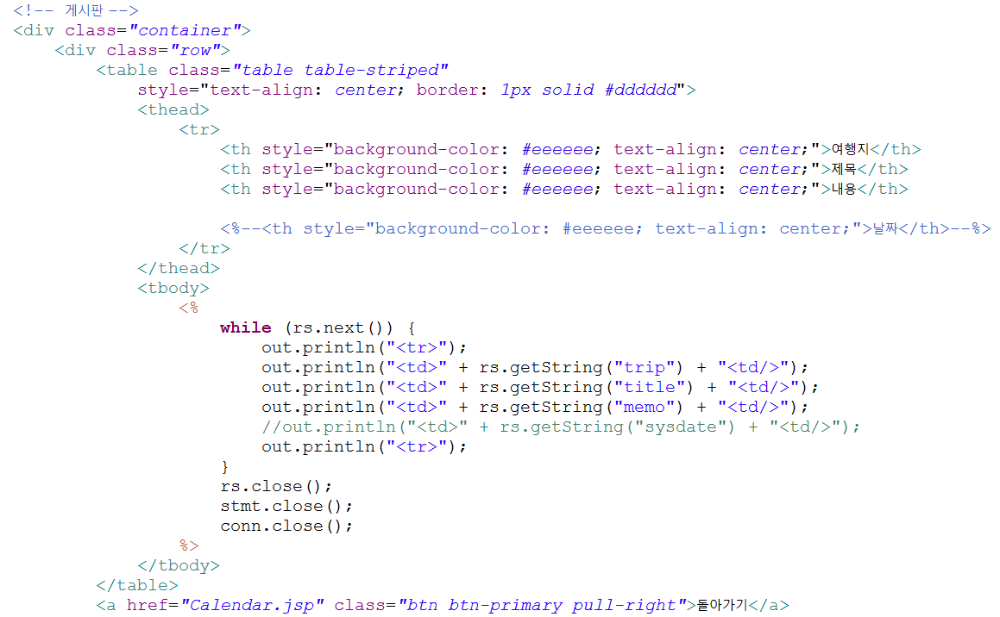 <!-- 게시판 -->
<div class="container">
<div class="row">
<table class="table table-striped"
style="text-align: center; border: 1px solid #dddddd">
<thead>
<tr>
<th style="background-color: #eeeeee; text-align: center;">여행지</th>
<th style="background-color: #eeeeee; text-align: center;">제목</th>
<th style="background-color: #eeeeee; text-align: center;">내용</th>
<%--<th style="background-color: #eeeeee; text-align: center;">날짜</th>--%>
</tr>
</thead>
<tbody>
<%
while (rs.next()) {
out.println("<tr>");
out.println("<td>" + rs.getString("trip") + "<td/>");
out.println("<td>" + rs.getString("title") + "<td/>");
out.println("<td>" + rs.getString("memo") + "<td/>");
//out.println("<td>" + rs.getString("sysdate") + "<td/>");
out.println("<tr>");
}
rs.close();
stmt.close();
conn.close();
%>
</tbody>
</table>
<a href="Calendar.jsp" class="btn btn-primary pull-right">돌아가기</a>